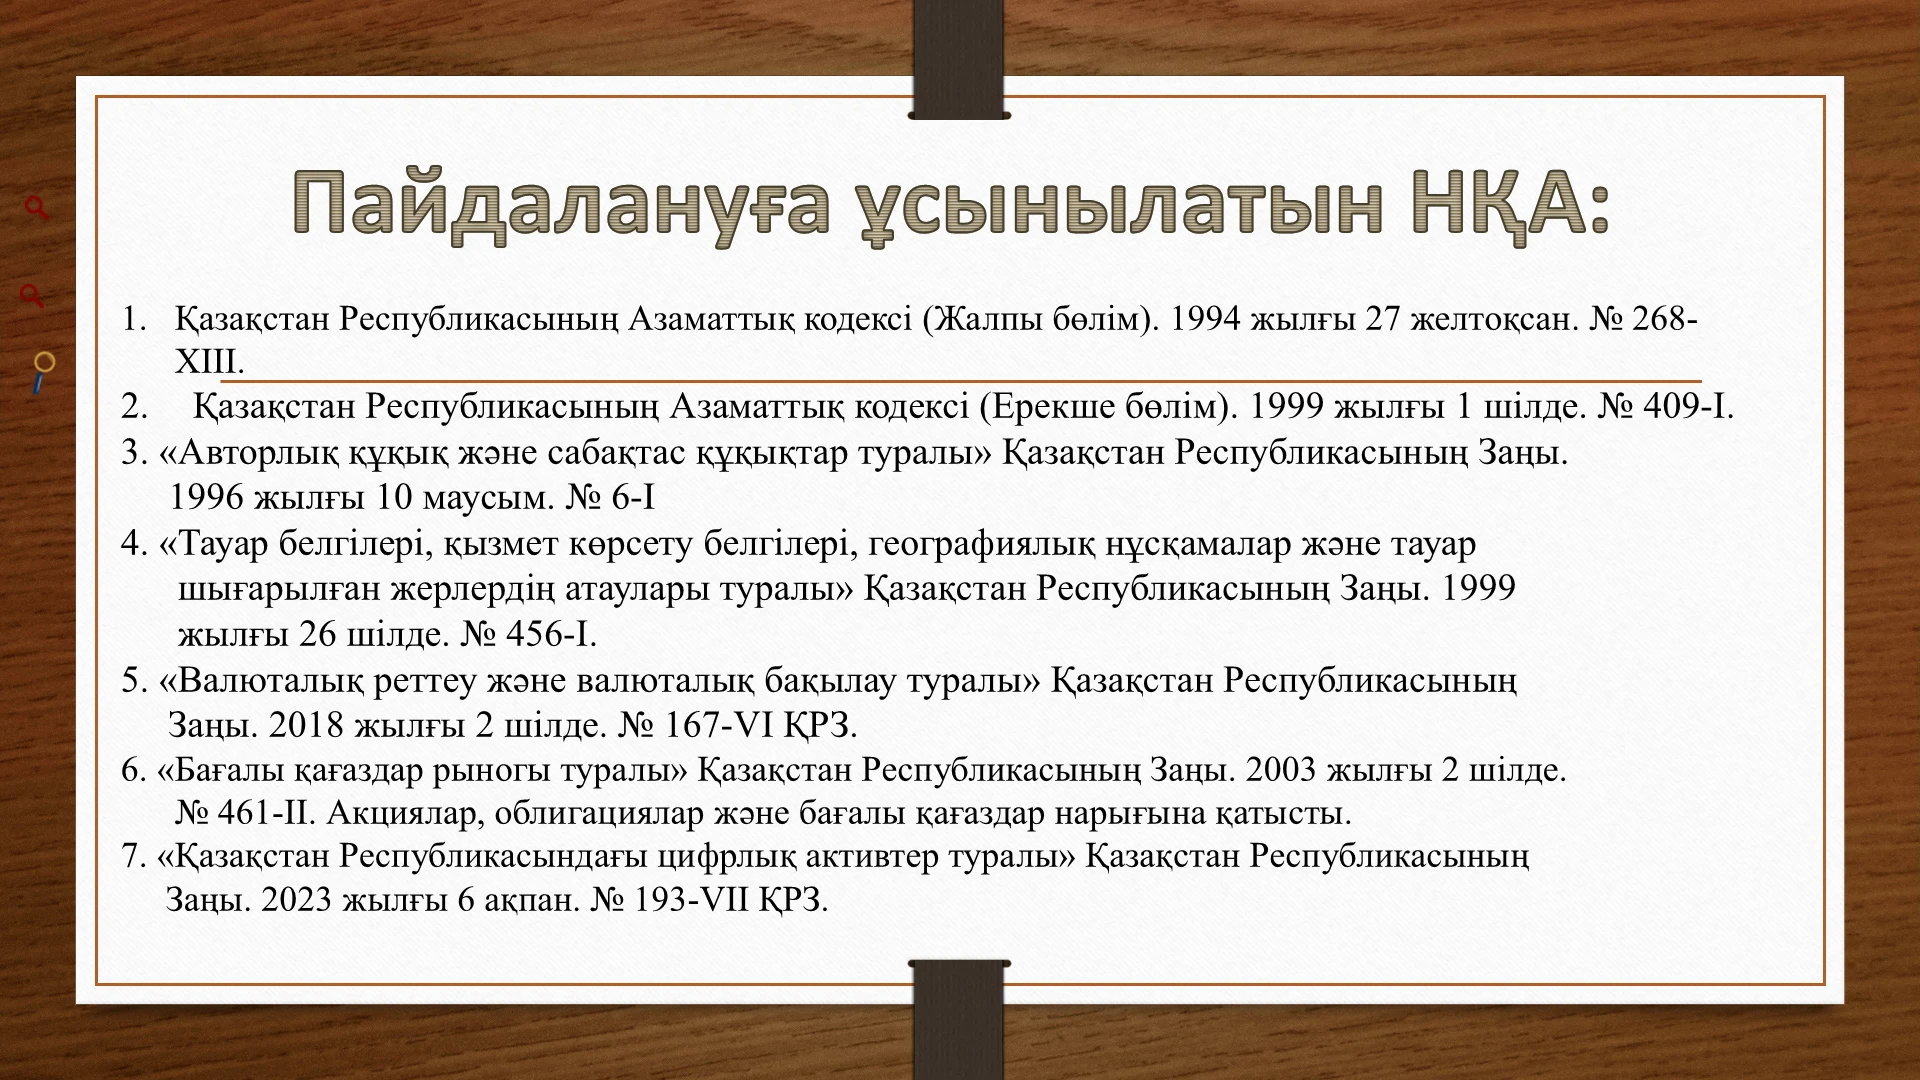 Пайдалануға ұсынылатын НҚА:
1. Қазақстан Республикасының Азаматтық кодексі (Жалпы бөлім). 1994 жылғы 27 желтоқсан. № 268-
XIII.
2. Қазақстан Республикасының Азаматтық кодексі (Ерекше бөлім). 1999 жылғы 1 шілде. № 409-I.
3. «Авторлық құқық және сабақтас құқықтар туралы» Қазақстан Республикасының Заңы.
1996 жылғы 10 маусым. № 6-I
4. «Тауар белгілері, қызмет көрсету белгілері, географиялық нұсқамалар және тауар
шығарылған жерлердің атаулары туралы» Қазақстан Республикасының Заңы. 1999
жылғы 26 шілде. № 456-I.
5. «Валюталық реттеу және валюталық бақылау туралы» Қазақстан Республикасының
Заңы. 2018 жылғы 2 шілде. № 167-VI ҚРЗ.
6. «Бағалы қағаздар рыногы туралы» Қазақстан Республикасының Заңы. 2003 жылғы 2 шілде.
№ 461-II. Акциялар, облигациялар және бағалы қағаздар нарығына қатысты.
7. «Қазақстан Республикасындағы цифрлық активтер туралы» Қазақстан Республикасының
Заңы. 2023 жылғы 6 ақпан. № 193-VII ҚРЗ.